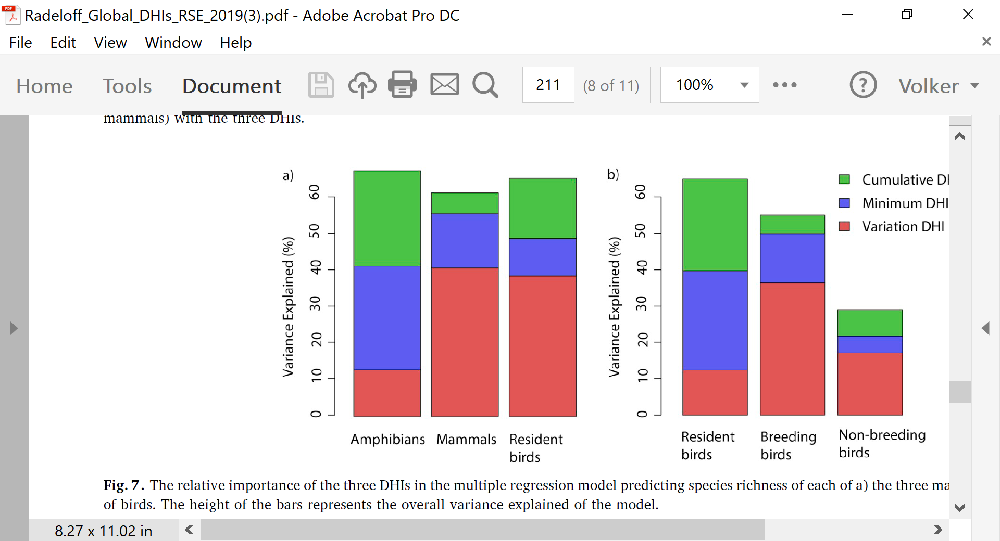 Radeloff_Global_DHIs_RSE_2019(3).pdf - Adobe Acrobat Pro DC
File Edit View Window Help
Home Tools Document 211 (8 of 11) 100% Volker
mammals) with the three DHIs.
a)
Variance Explained (%)
60
50
40
30
20
10
0
Amphibians Mammals Resident birds
b)
Variance Explained (%)
60
50
40
30
20
10
0
Cumulative DH
Minimum DHI
Variation DHI
Resident birds
Breeding birds
Non-breeding birds
Fig. 7. The relative importance of the three DHIs in the multiple regression model predicting species richness of each of a) the three ma
of birds. The height of the bars represents the overall variance explained of the model.
8.27 x 11.02 in